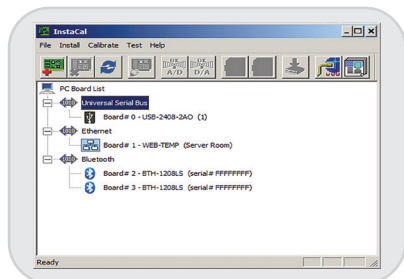 InstaCal
File Install Calibrate Test Help
A/D D/A
PC Board List
Universal Serial Bus
Board# 0 - USB-2408-2AO (1)
Ethernet
Board# 1 - WEB-TEMP (Server Room)
Bluetooth
Board# 2 - BTH-1208LS (serial# FFFFFFFF)
Board# 3 - BTH-1208LS (serial# FFFFFFFF)
Ready